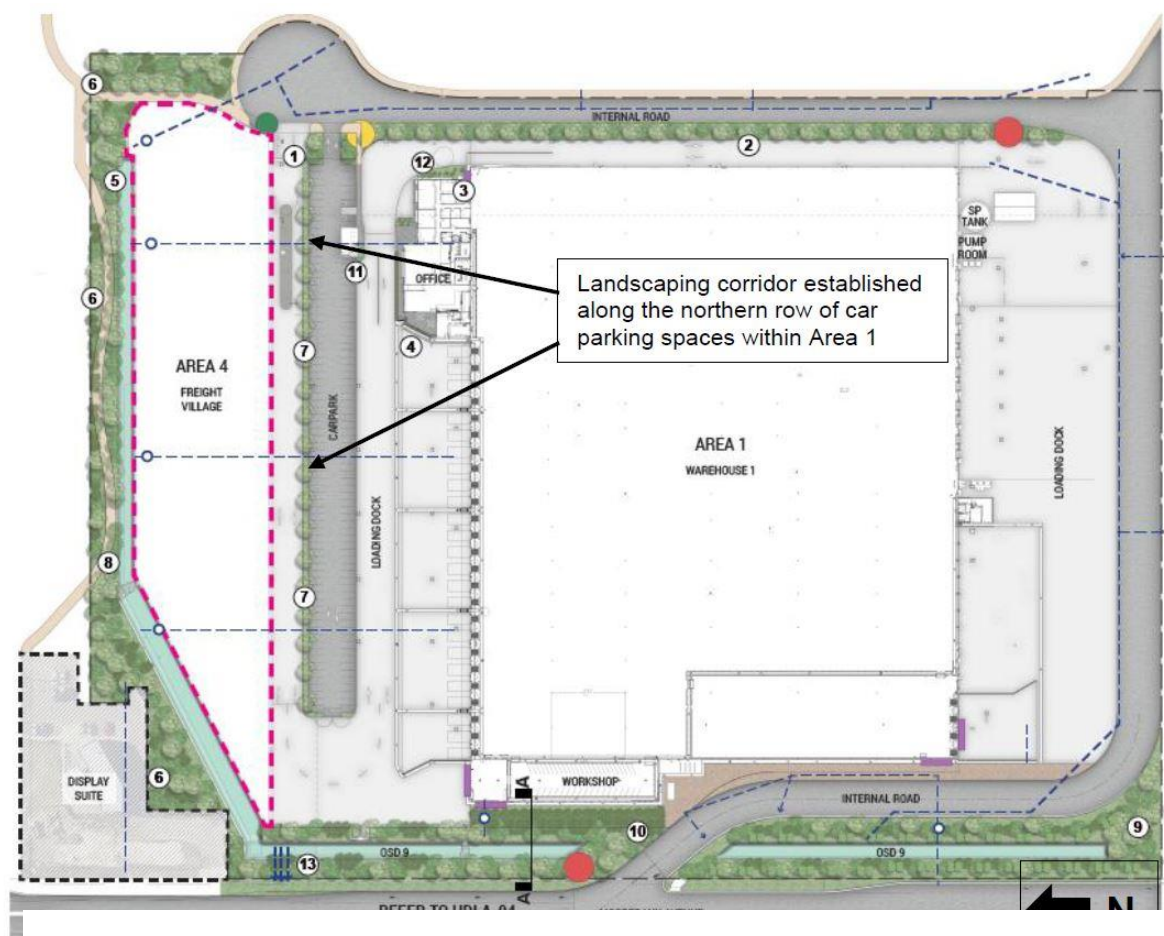 6
INTERNAL ROAD
1
2
12
3
5
SP
TANK
PUMP
ROOM
11
OFFICE
6
Landscaping corridor established
along the northern row of car
parking spaces within Area 1
4
7
AREA 4
FREIGHT
VILLAGE
CARPARK
AREA 1
WAREHOUSE 1
LOADING DOCK
LOADING DOCK
8
7
DISPLAY
SUITE
6
WORKSHOP
A
INTERNAL ROAD
10
9
OSD 9
OSD 9
13
A
N